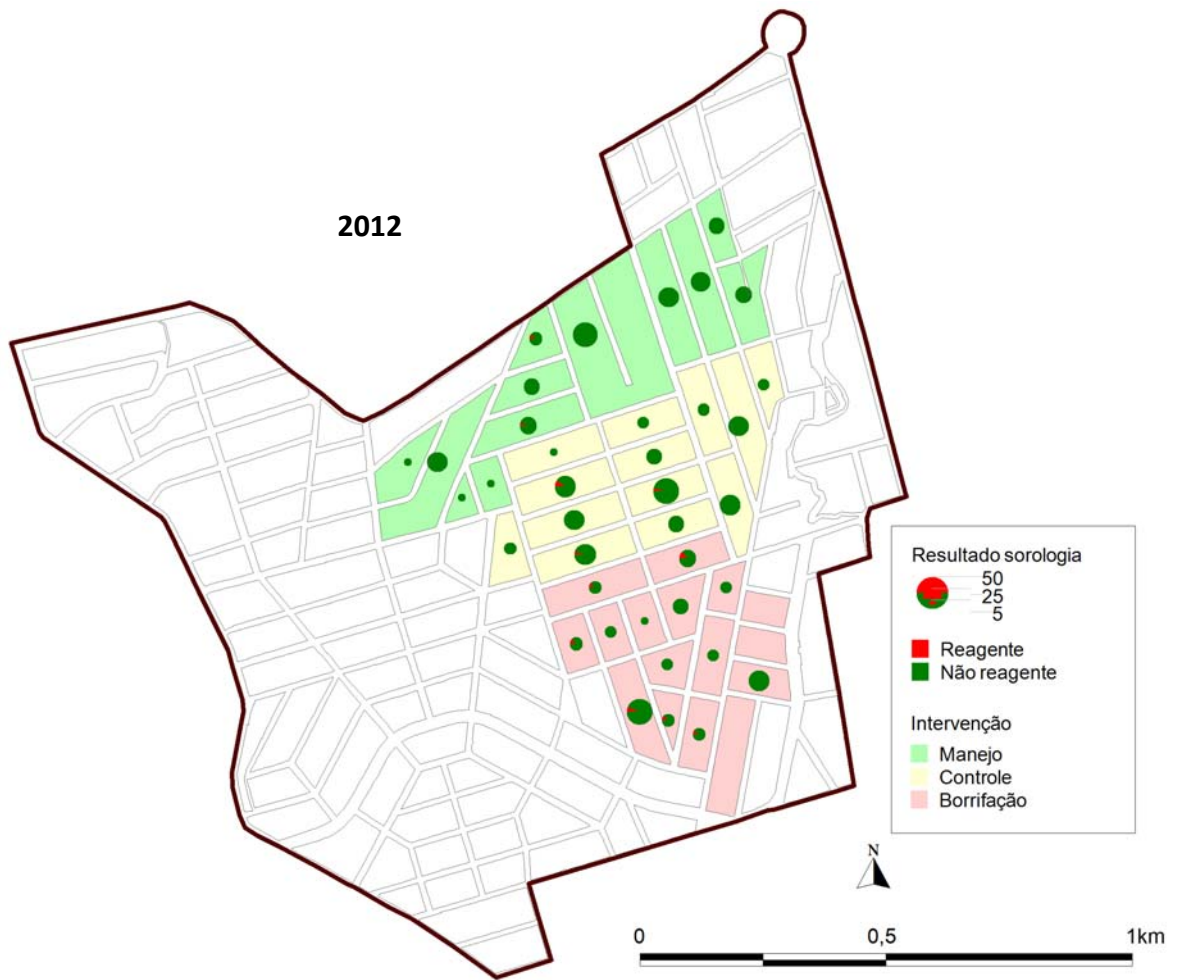 2012
Resultado sorologia
50
25
5
Reagente
Não reagente
Intervenção
Manejo
Controle
Borrifação
N
0 0,5 1km